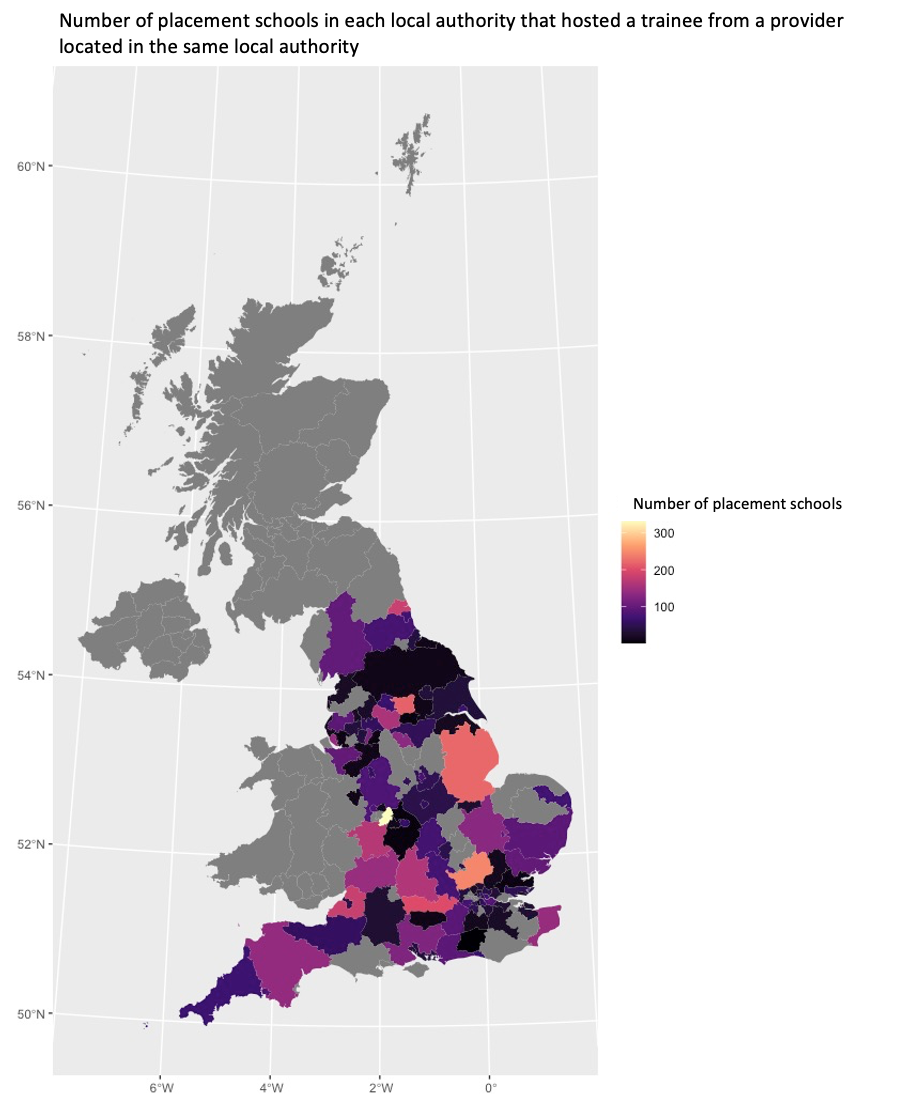 Number of placement schools in each local authority that hosted a trainee from a provider
located in the same local authority
60°N
58°N
56°N
54°N
52°N
50°N
6°W
4°W
2°W
0°
Number of placement schools
300
200
100